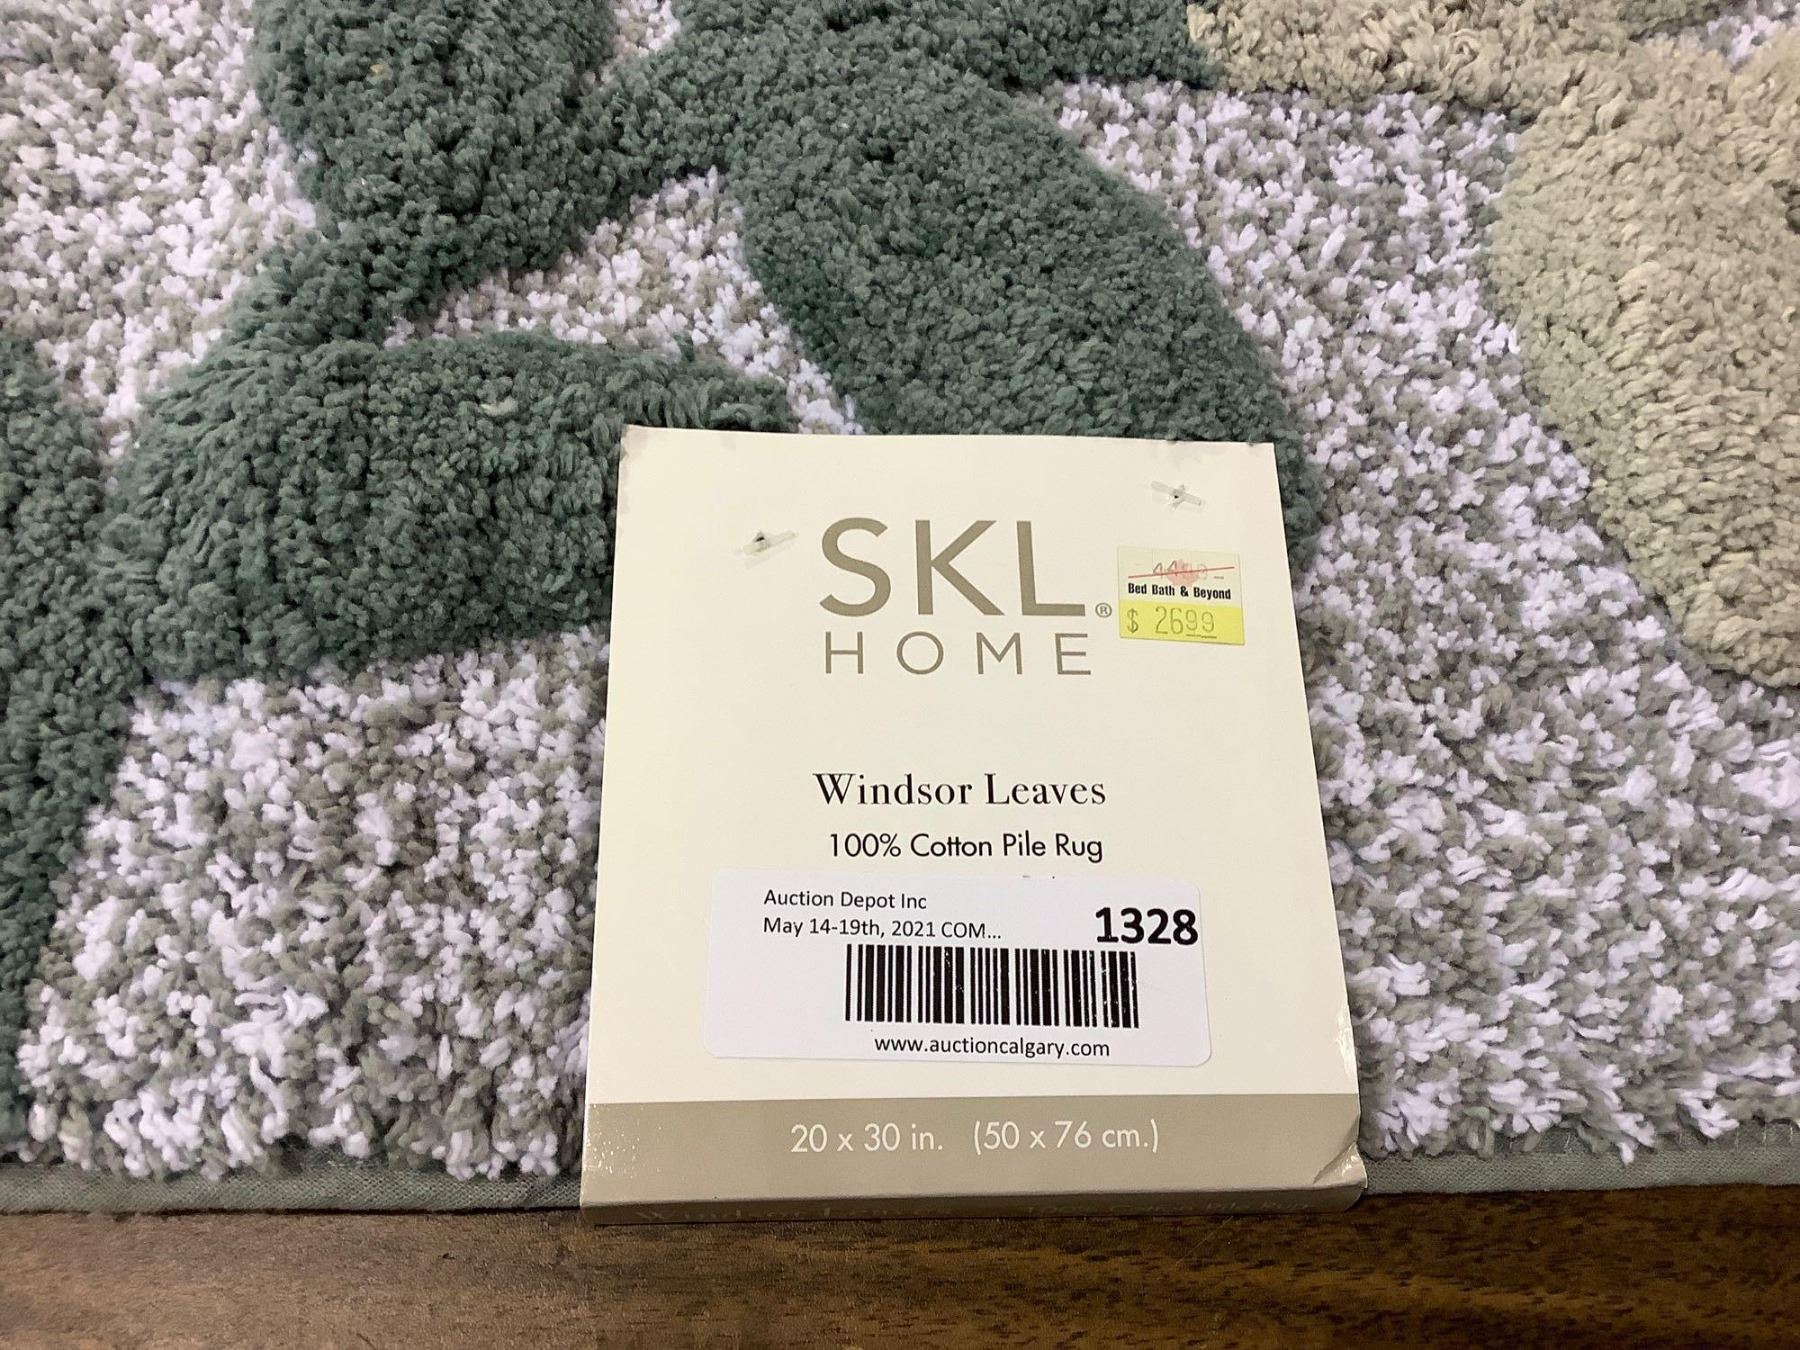 SKL®
HOME
Bed Bath & Beyond
$ 26.99
Windsor Leaves
100% Cotton Pile Rug
Auction Depot Inc
May 14-19th, 2021 COM...
1328
www.auctioncalgary.com
20 x 30 in. (50 x 76 cm.)